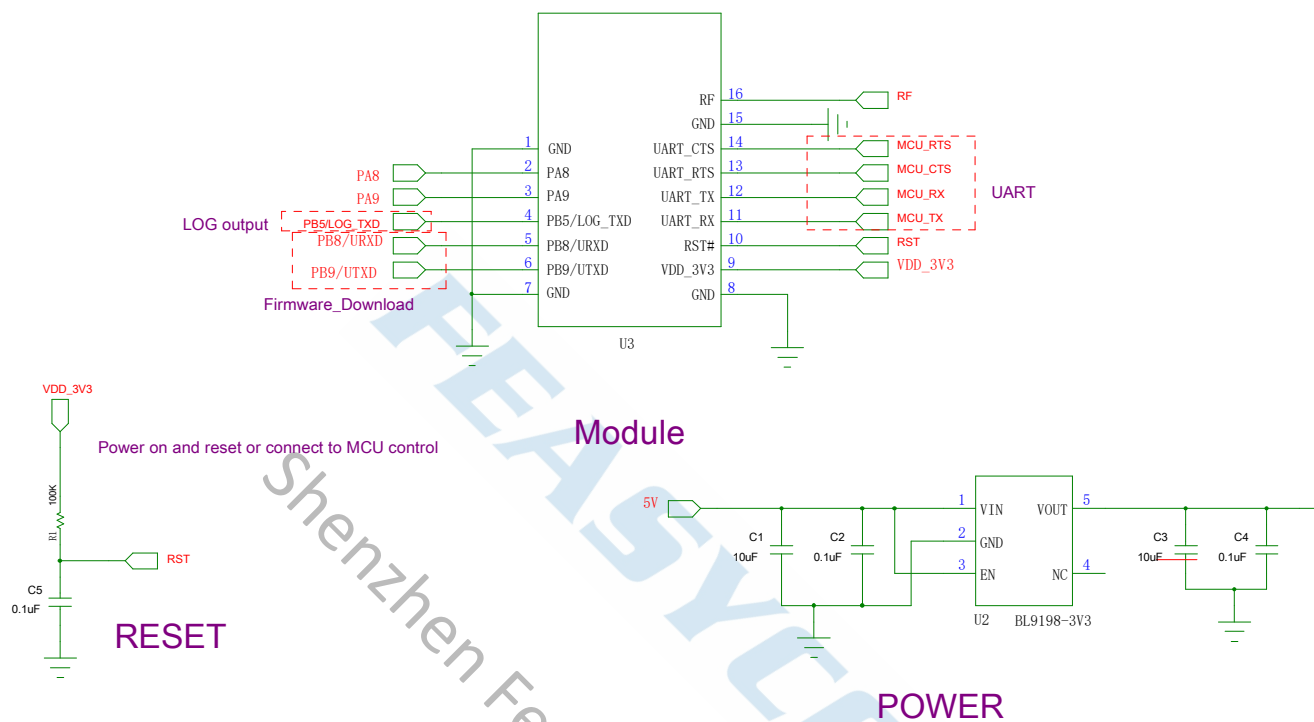 RF
16
RF
GND
15
1
GND
UART_CTS
14
MCU_RTS
PA8
2
PA8
UART_RTS
13
MCU_CTS
PA9
3
PA9
UART_TX
12
MCU_RX
UART
LOG output
PB5/LOG_TXD
4
PB5/LOG_TXD
UART_RX
11
MCU_TX
PB8/URXD
5
PB8/URXD
RST#
10
RST
PB9/UTXD
6
PB9/UTXD
VDD_3V3
9
VDD_3V3
Firmware_Download
7
GND
GND
8
U3
VDD_3V3
Power on and reset or connect to MCU control
Module
100K
R1
RST
C5
0.1uF
RESET
5V
1
VIN
VOUT
5
C1
10uF
C2
0.1uF
2
GND
3
EN
NC
4
C3
10uF
C4
0.1uF
U2
BL9198-3V3
POWER
FEASYCO
Shenzhen Fe